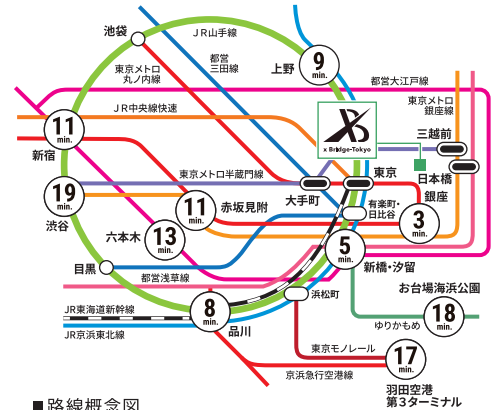 池袋
JR山手線
都営
三田線
東京メトロ
丸ノ内線
上野
9
min.
都営大江戸線
東京メトロ
銀座線
JR中央線快速
x Bridge-Tokyo
三越前
11
min.
新宿
日本橋
東京メトロ半蔵門線
大手町
東京
19
min.
渋谷
11
min.
赤坂見附
有楽町・
日比谷
銀座
3
min.
六本木
13
min.
5
min.
新橋・汐留
目黒
都営浅草線
お台場海浜公園
浜松町
8
min.
品川
JR東海道新幹線
JR京浜東北線
18
min.
ゆりかもめ
東京モノレール
17
min.
京浜急行空港線
羽田空港
第3ターミナル
■路線概念図